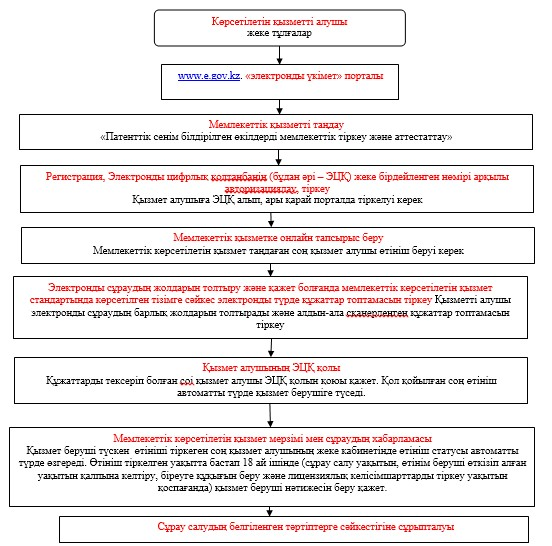 Көрсетілетін қызметті алушы
жеке тұлғалар
www.e.gov.kz. «электронды үкімет» порталы
Мемлекеттік қызметті таңдау
«Патенттік сенім білдірілген өкілдерді мемлекеттік тіркеу және аттестаттау»
Регистрация, Электронды цифрлық қолтанбаңін (бұдан әрі – ЭЦҚ) жеке бірдейленген нөмірі арқылы
авторизациялау, тіркеу
Қызмет алушыға ЭЦҚ алып, ары қарай порталда тіркелуі керек
Мемлекеттік қызметке онлайн тапсырыс беру
Мемлекеттік көрсетілетін қызмет таңдаған соң қызмет алушы өтініш беруі керек
Электронды сұраудың жолдарын толтыру және қажет болғанда мемлекеттік көрсетілетін қызмет
стандартында көрсетілген тізімге сәйкес электронды түрде құжаттар топтамасын тіркеу Қызметті алушы
электронды сұраудың барлық жолдарын толтырады және алдын-ала сканерленген құжаттар топтамасын
тіркеу
Қызмет алушының ЭЦҚ қолы
Құжаттарды тексеріп болған соң қызмет алушы ЭЦҚ қолын қоюы қажет. Қол қойылған соң өтініш
автоматты түрде қызмет берушіге түседі.
Мемлекеттік көрсетілетін қызмет мерзімі мен сұраудың хабарламасы
Қызмет беруші түскен өтініші тіркеген соң қызмет алушының жеке кабинетінде өтініш статусы автоматты
түрде өзгереді. Өтініш тіркелген уақытта бастап 18 ай ішінде (сұрау салу уақытын, өтінім беруші өткізіп алған
уақытын қалпына келтіру, біреуге құқығын беру және лицензиялық келісімшарттарды тіркеу уақытын
қоспағанда) қызмет беруші нәтижесін беру қажет.
Сұрау салудың белгіленген тәртіптерге сәйкестігіне сұрыпталуы